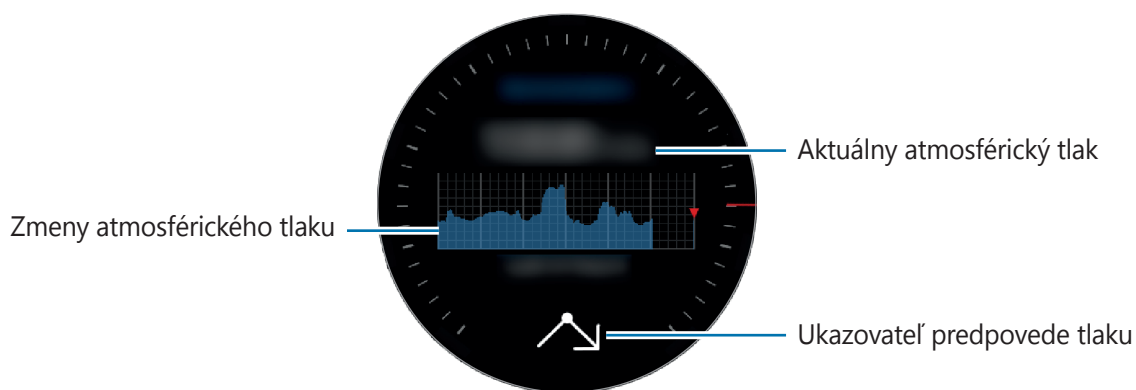 Aktuálny atmosférický tlak
Zmeny atmosférického tlaku
Ukazovateľ predpovede tlaku